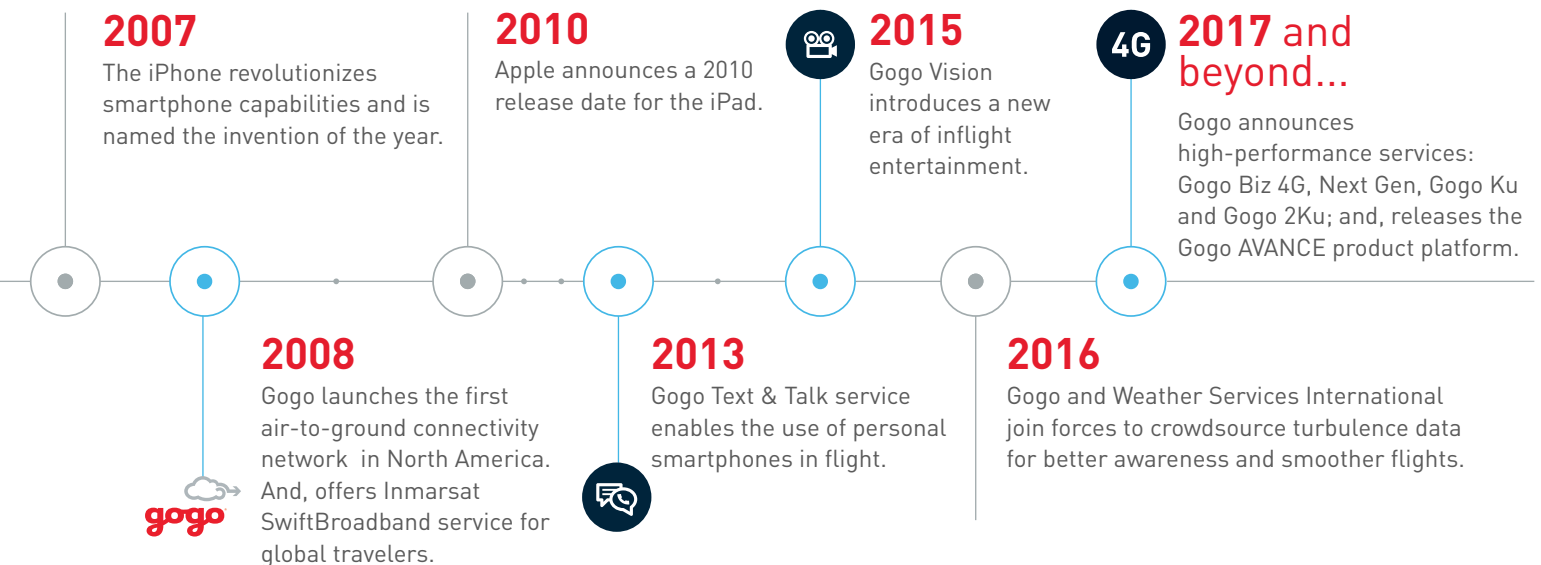 2007
The iPhone revolutionizes
smartphone capabilities and is
named the invention of the year.
2008
Gogo launches the first
air-to-ground connectivity
network in North America.
And, offers Inmarsat
SwiftBroadband service for
global travelers.
gogo
2010
Apple announces a 2010
release date for the iPad.
2013
Gogo Text & Talk service
enables the use of personal
smartphones in flight.
2015
Gogo Vision
introduces a new
era of inflight
entertainment.
2016
Gogo and Weather Services International
join forces to crowdsource turbulence data
for better awareness and smoother flights.
4G
2017 and
beyond...
Gogo announces
high-performance services:
Gogo Biz 4G, Next Gen, Gogo Ku
and Gogo 2Ku; and, releases the
Gogo AVANCE product platform.